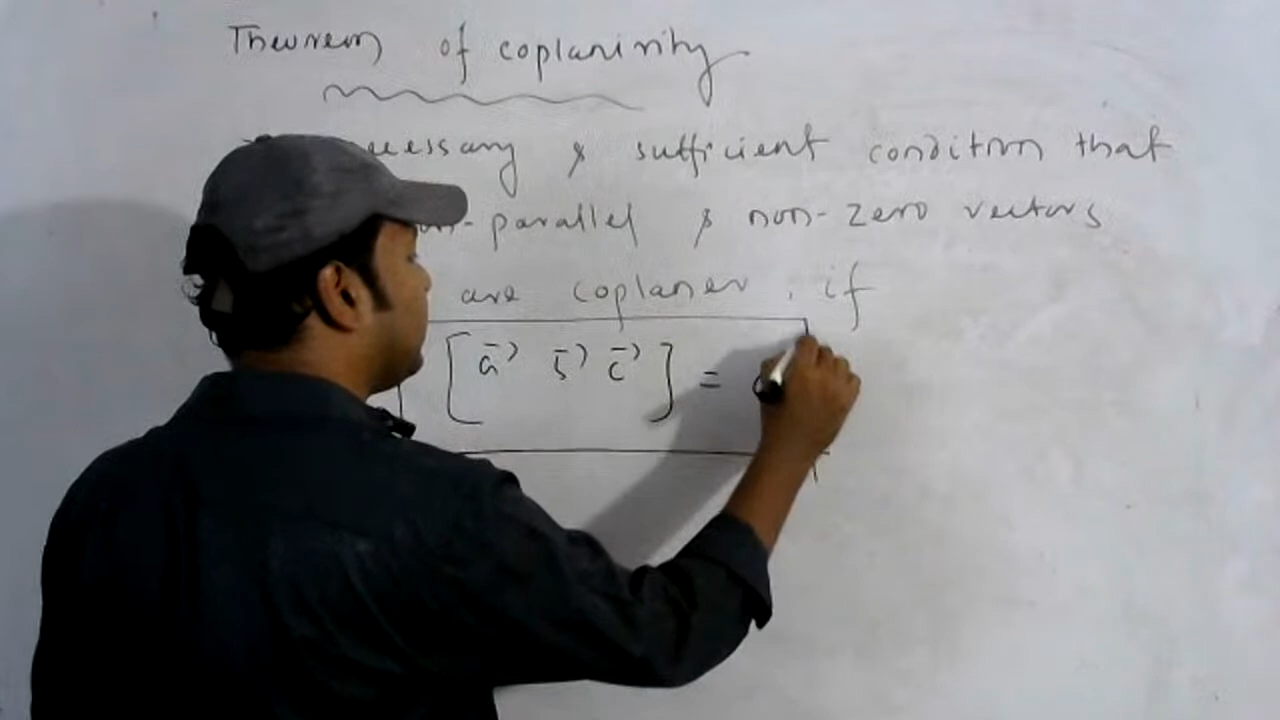 Theorem of coplanirity
necessary & sufficient condition that
non-parallel & non-zero vectors
are coplaner, if
[a⃗ b⃗ c⃗] =